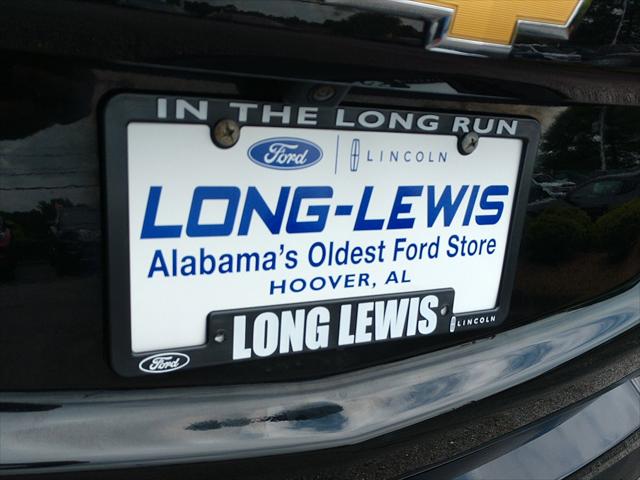 IN THE LONG RUN
Ford LINCOLN
LONG-LEWIS
Alabama's Oldest Ford Store
HOOVER, AL
LONG LEWIS
Ford LINCOLN